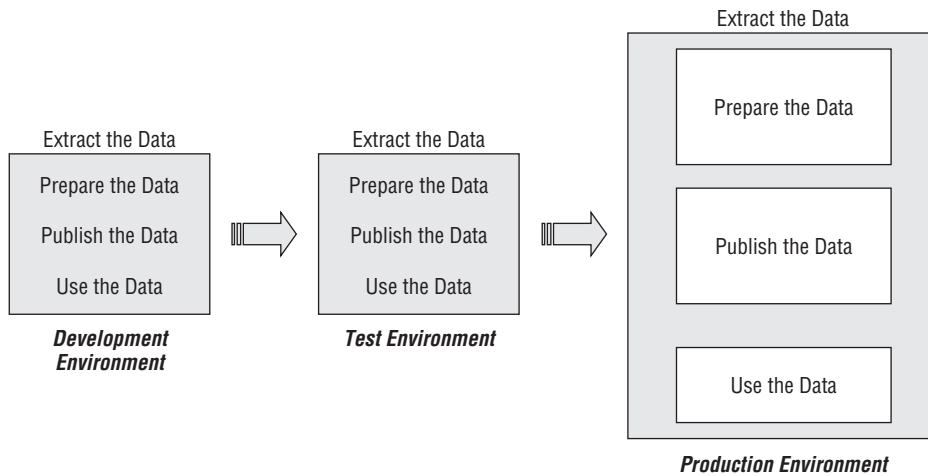 Extract the Data
Prepare the Data
Publish the Data
Use the Data
Development
Environment
Extract the Data
Prepare the Data
Publish the Data
Use the Data
Test Environment
Extract the Data
Prepare the Data
Publish the Data
Use the Data
Production Environment